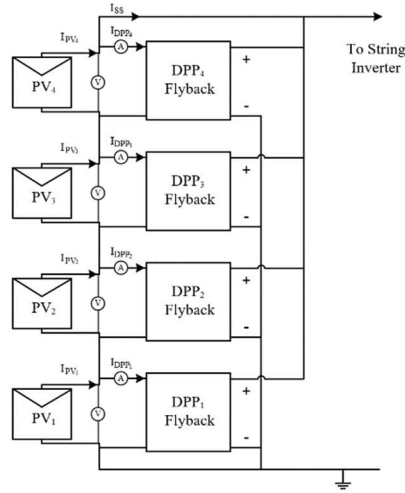 I_SS
I_PV₄
I_DPP₄
A
+
To String
Inverter
DPP₄
Flyback
V
PV₄
-
I_PV₃
I_DPP₃
A
+
DPP₃
Flyback
V
PV₃
-
I_PV₂
I_DPP₂
A
+
DPP₂
Flyback
V
PV₂
-
I_PV₁
I_DPP₁
A
+
DPP₁
Flyback
V
PV₁
-